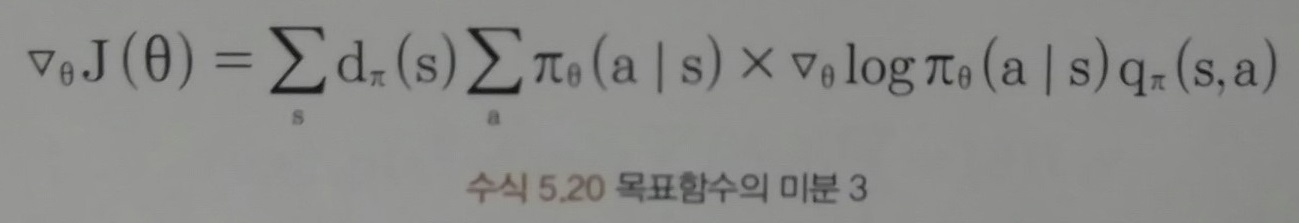 ▽θJ(θ) = ∑s dπ(s) ∑a πθ(a | s) × ▽θ log πθ(a | s) qπ(s, a)
수식 5.20 목표함수의 미분 3